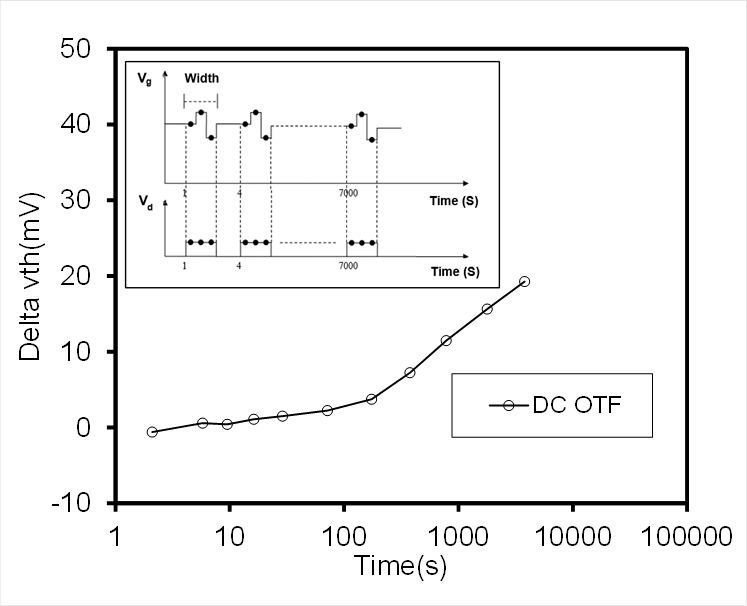 50
40
30
20
10
0
-10
Delta vth(mV)
1 10 100 1000 10000 100000
Time(s)
DC OTF
Vg
Width
1 4 7000
Time (S)
Vd
1 4 7000
Time (S)